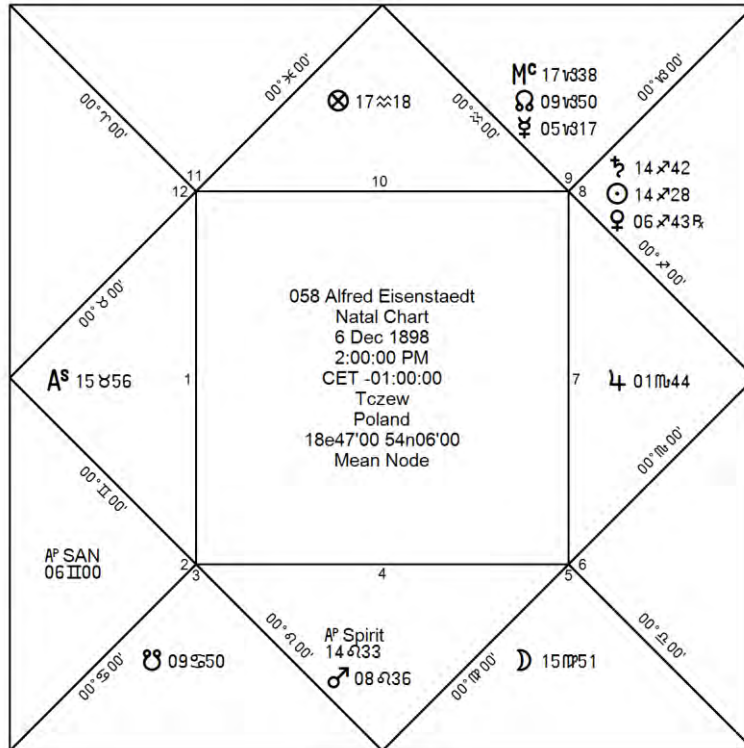 00°♈00'
00°♓00'
⊗ 17♒18
00°♒00'
Mc 17♑38
☊ 09♑50
☿ 05♑17
00°♑00'
11
12
10
9
8
♄ 14♐42
☉ 14♐28
♀ 06♐43℞
00°♐00'
00°♉00'
As 15♉56
1
058 Alfred Eisenstaedt
Natal Chart
6 Dec 1898
2:00:00 PM
CET -01:00:00
Tczew
Poland
18e47'00 54n06'00
Mean Node
7
♃ 01♏44
00°♏00'
00°♊00'
AP SAN
06♊00
2
3
4
5
6
00°♋00'
☋ 09♋50
00°♌00'
AP Spirit
14♌33
♂ 08♌36
00°♍00'
☽ 15♍51
00°♎00'